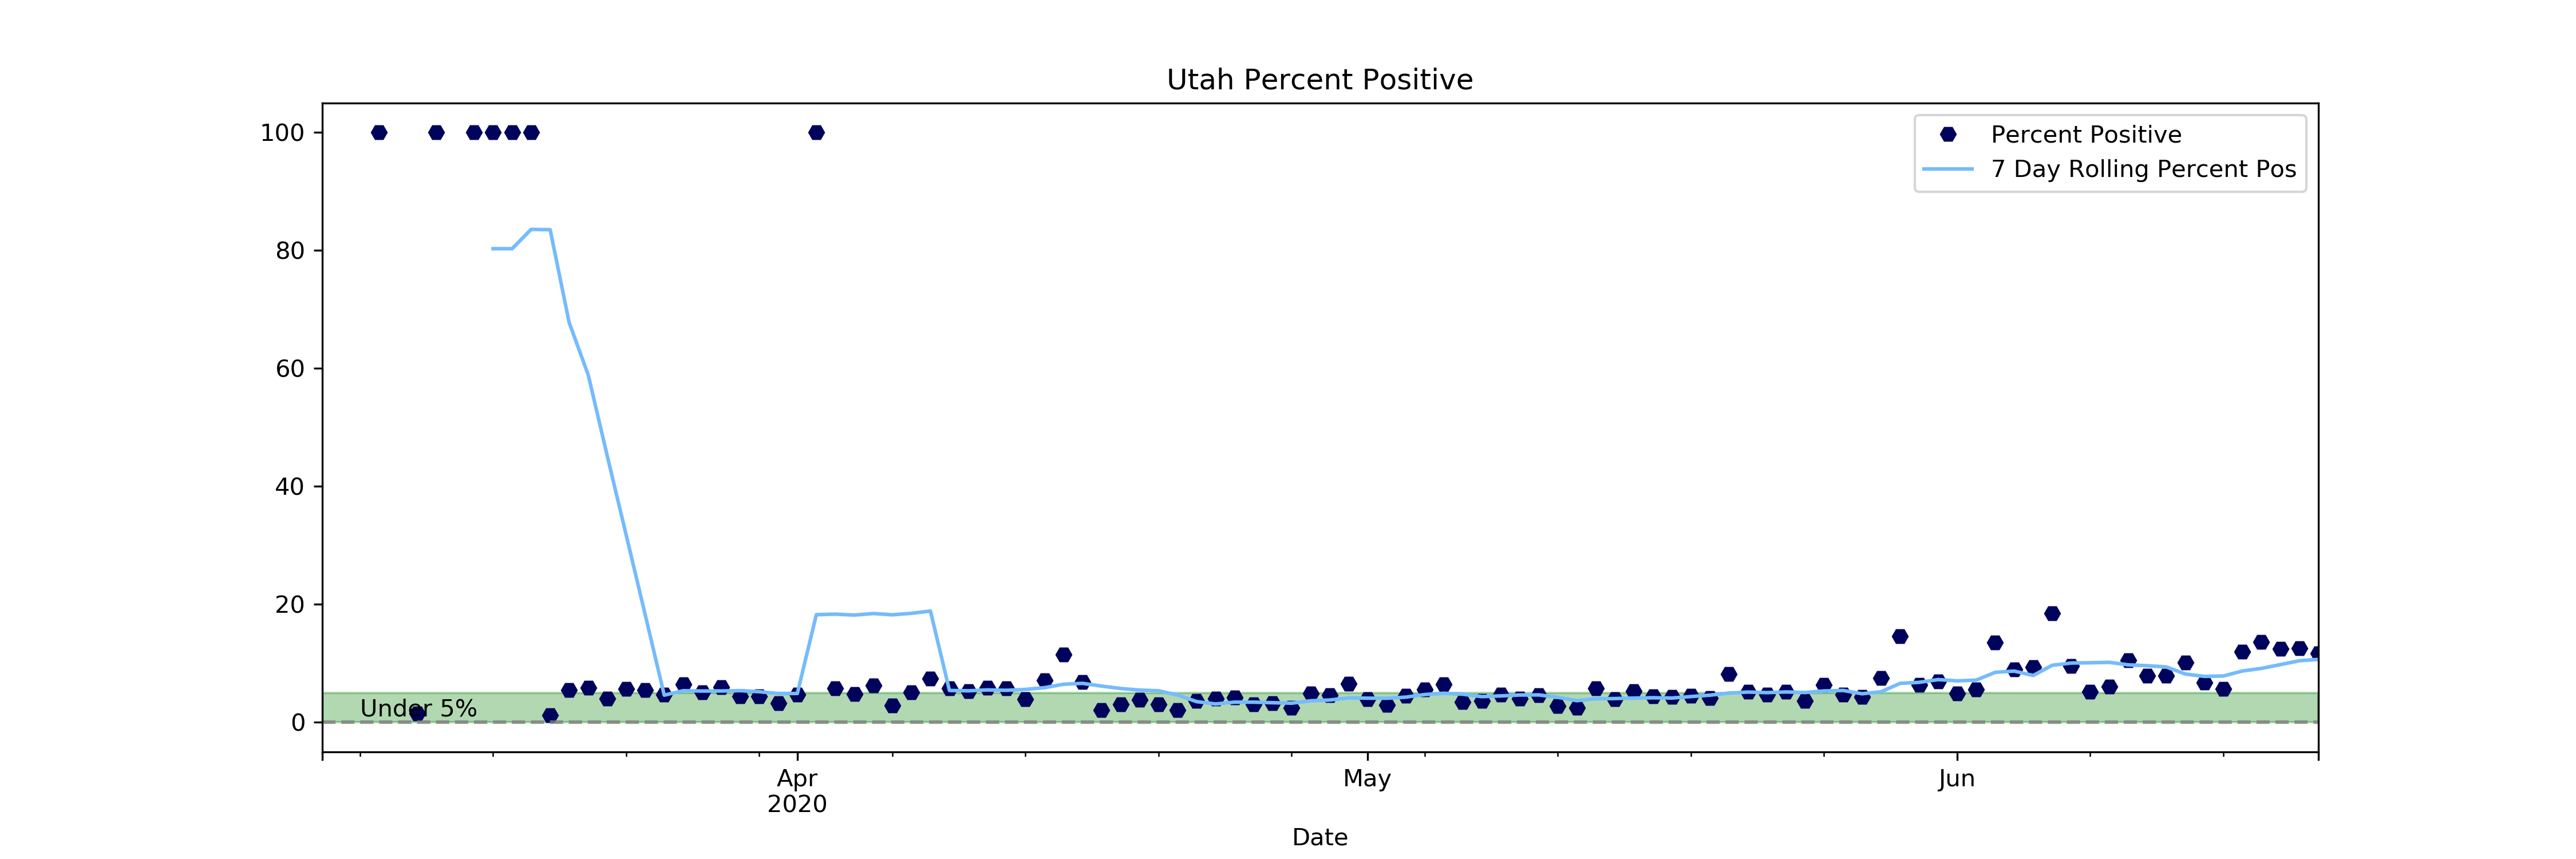 Utah Percent Positive
100
80
60
40
20
0
Percent Positive
7 Day Rolling Percent Pos
Under 5%
Apr
2020
May
Jun
Date